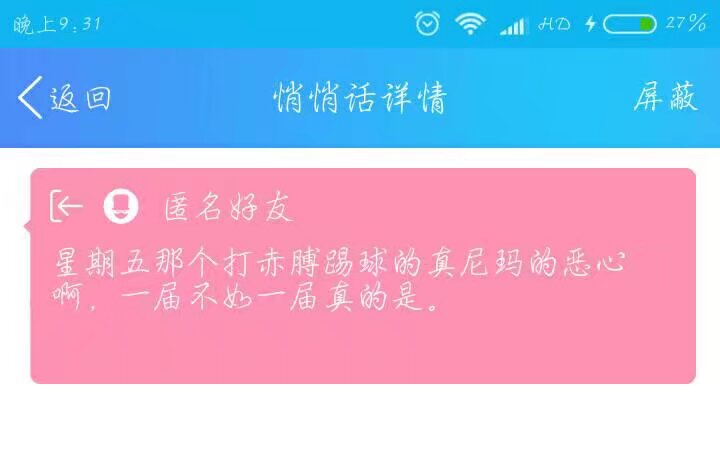 晚上9:31 HD 27%
返回 悄悄话详情 屏蔽
匿名好友
星期五那个打赤膊踢球的真尼玛的恶心
啊，一届不如一届真的是。